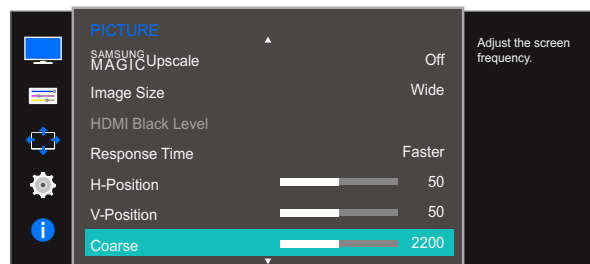 PICTURE
SAMSUNG
MAGIC Upscale Off
Image Size Wide
HDMI Black Level
Response Time Faster
H-Position 50
V-Position 50
Coarse 2200
Adjust the screen
frequency.